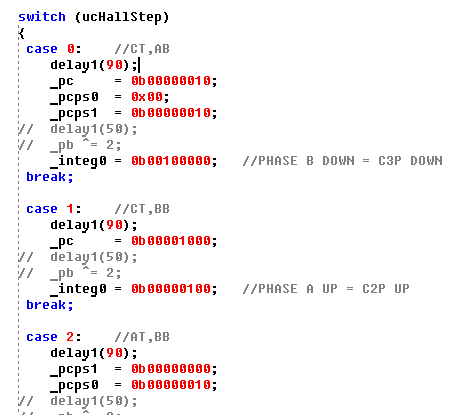 switch (ucHallStep)
{
case 0:    //CT,AB
delay1(90);
_pc    = 0b00000010;
_pcps0  = 0x00;
_pcps1  = 0b00000010;
//  delay1(50);
//  _pb ^= 2;
_integ0 = 0b00100000;   //PHASE B DOWN = C3P DOWN
break;
case 1:    //CT,BB
delay1(90);
_pc    = 0b00001000;
//  delay1(50);
//  _pb ^= 2;
_integ0 = 0b00000100;   //PHASE A UP = C2P UP
break;
case 2:    //AT,BB
delay1(90);
_pcps1  = 0b00000000;
_pcps0  = 0b00000010;
//  delay1(50);